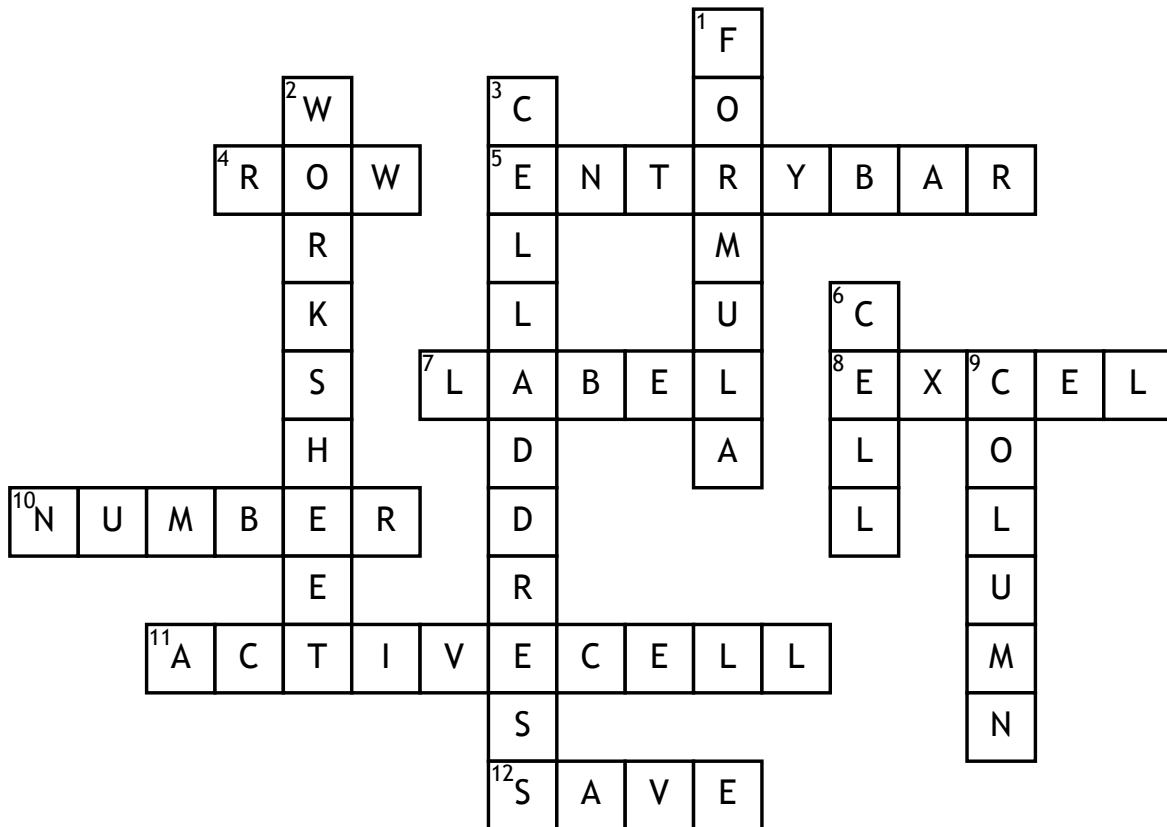 1 F
2 W 3 C O
4 R O W 5 E N T R Y B A R
R L M
K L U 6 C
S 7 L A B E L 8 E X 9 C E L
H D A L O
10 N U M B E R D L L
E R U
11 A C T I V E C E L L M
S N
12 S A V E